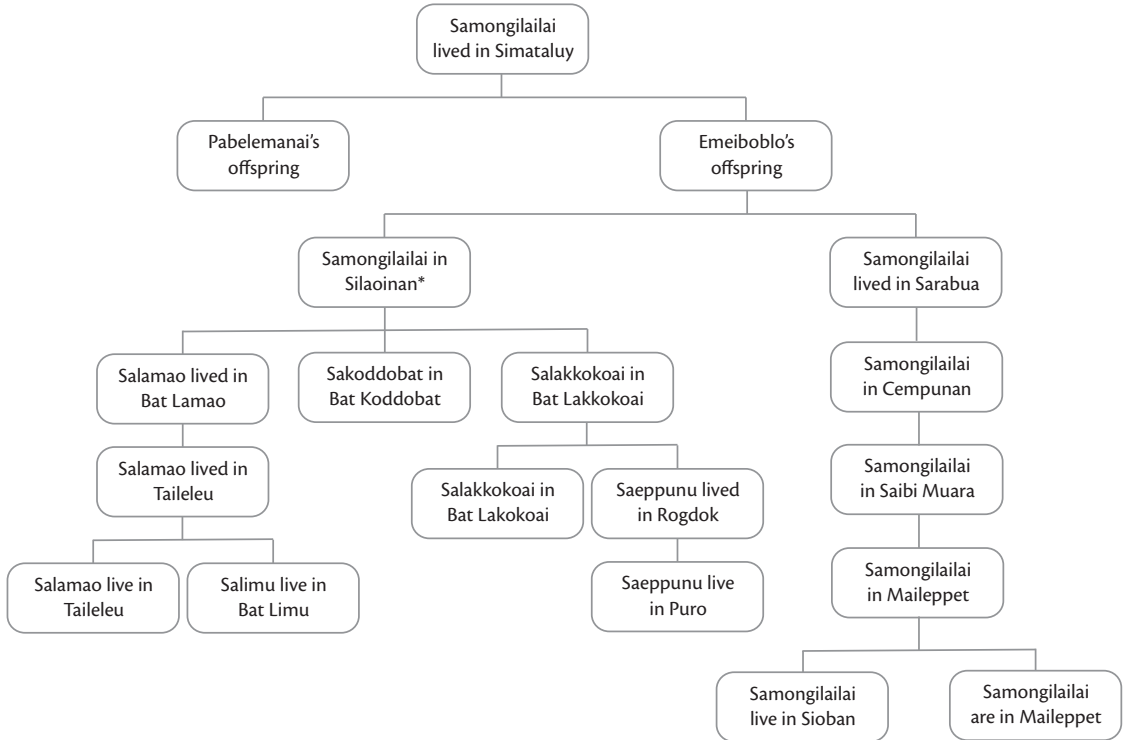 Samongilailai
lived in Simataluy
Pabelemanai's
offspring
Emeiboblo's
offspring
Samongilailai in
Silaoinan*
Samongilailai
lived in Sarabua
Salamao lived in
Bat Lamao
Sakoddobat in
Bat Koddobat
Salakkokoai in
Bat Lakkokoai
Samongilailai
in Cempunan
Salamao lived in
Taileleu
Salakkokoai in
Bat Lakokoai
Saeppunu lived
in Rogdok
Samongilailai
in Saibi Muara
Salamao live in
Taileleu
Salimu live in
Bat Limu
Saeppunu live
in Puro
Samongilailai
in Maileppet
Samongilailai
live in Sioban
Samongilailai
are in Maileppet